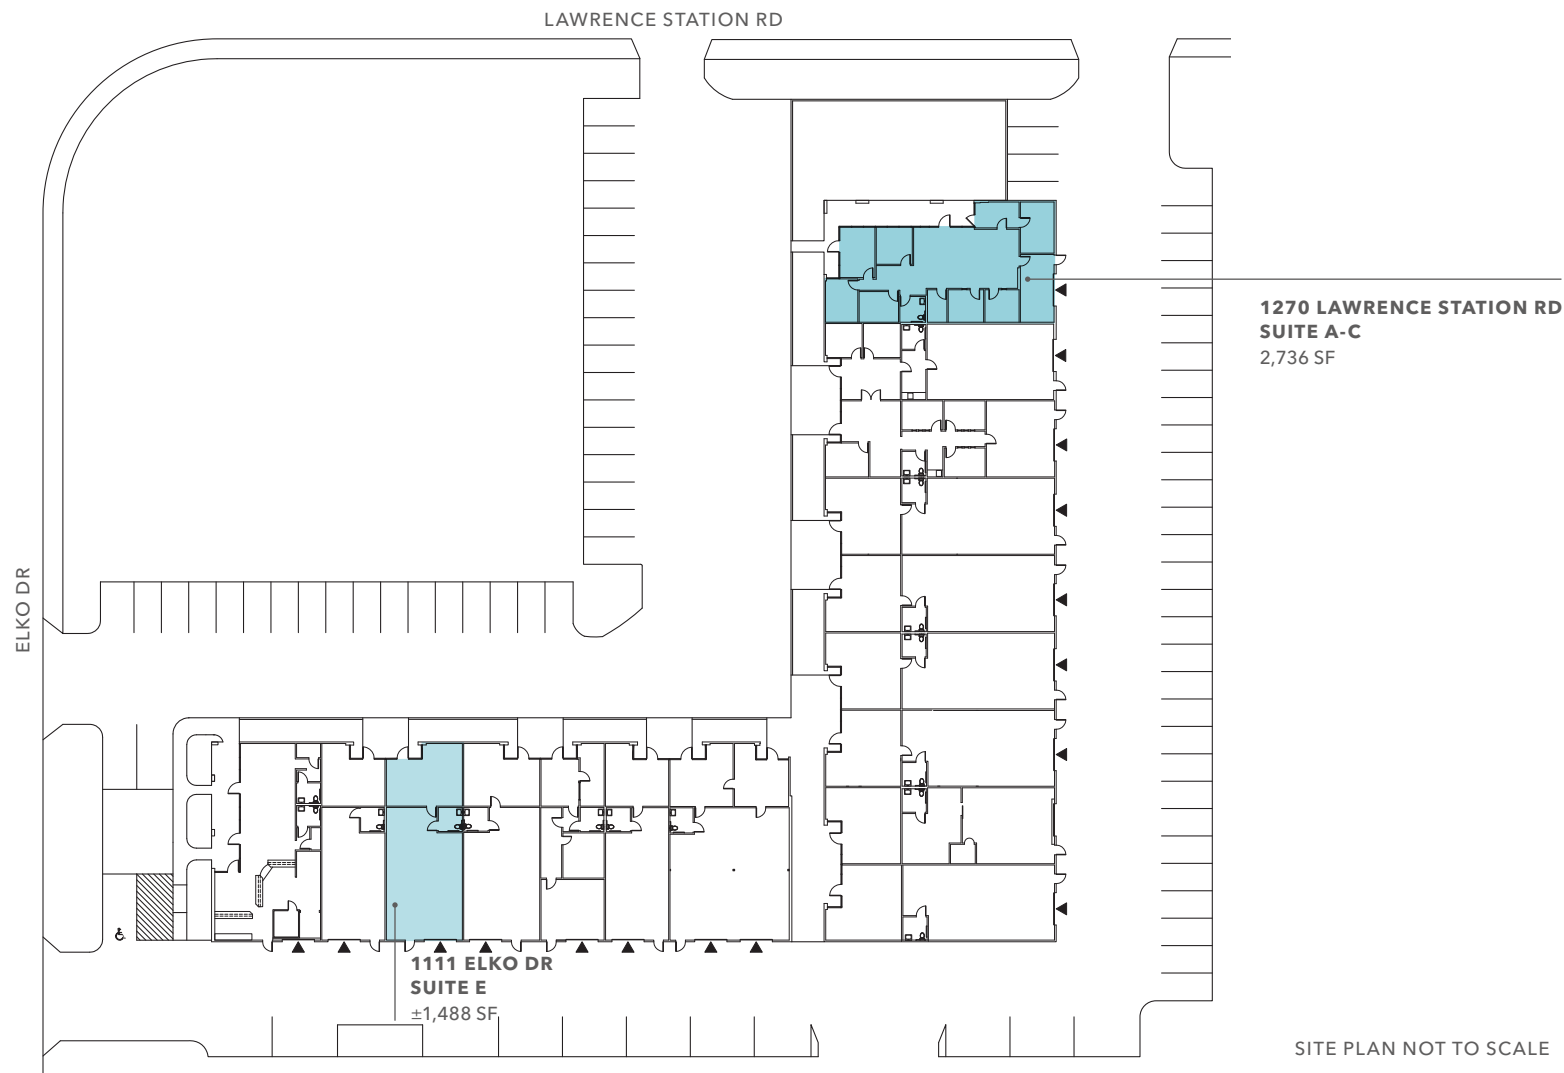 LAWRENCE STATION RD
1270 LAWRENCE STATION RD
SUITE A-C
2,736 SF
ELKO DR
1111 ELKO DR
SUITE E
±1,488 SF
SITE PLAN NOT TO SCALE